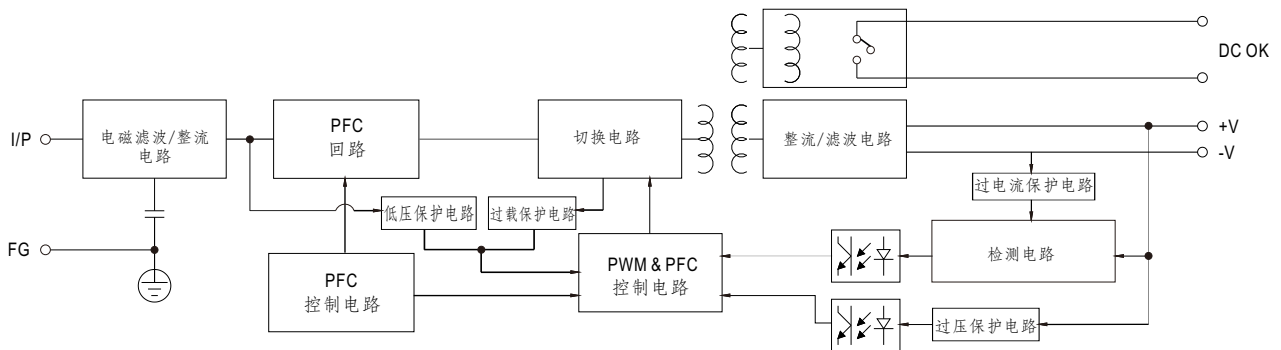 DC OK
I/P
电磁滤波/整流
电路
PFC
回路
切换电路
整流/滤波电路
+V
-V
过电流保护电路
低压保护电路
过载保护电路
FG
PFC
控制电路
PWM & PFC
控制电路
检测电路
过压保护电路